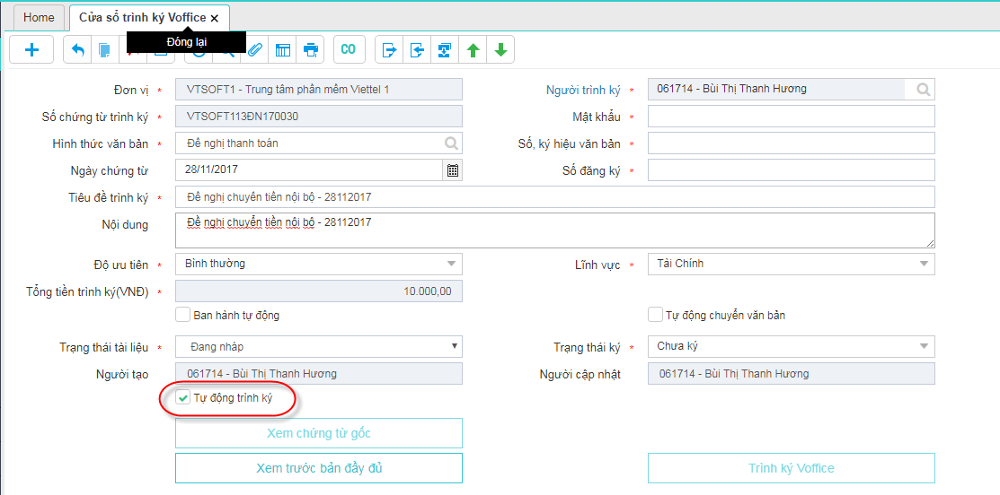 Home
Cửa sổ trình ký Voffice
Đóng lại
CO
Đơn vị * VTSOFT1 - Trung tâm phần mềm Viettel 1 Người trình ký * 061714 - Bùi Thị Thanh Hương
Số chứng từ trình ký * VTSOFT113ĐN170030 Mật khẩu *
Hình thức văn bản * Đề nghị thanh toán Số, ký hiệu văn bản *
Ngày chứng từ 28/11/2017 Số đăng ký *
Tiêu đề trình ký * Đề nghị chuyển tiền nội bộ - 28112017
Nội dung Đề nghị chuyển tiền nội bộ - 28112017
Độ ưu tiên * Bình thường Lĩnh vực * Tài Chính
Tổng tiền trình ký(VNĐ) * 10.000,00
Ban hành tự động Tự động chuyển văn bản
Trạng thái tài liệu * Đang nháp Trạng thái ký * Chưa ký
Người tạo 061714 - Bùi Thị Thanh Hương Người cập nhật 061714 - Bùi Thị Thanh Hương
Tự động trình ký
Xem chứng từ gốc
Xem trước bản đầy đủ Trình ký Voffice